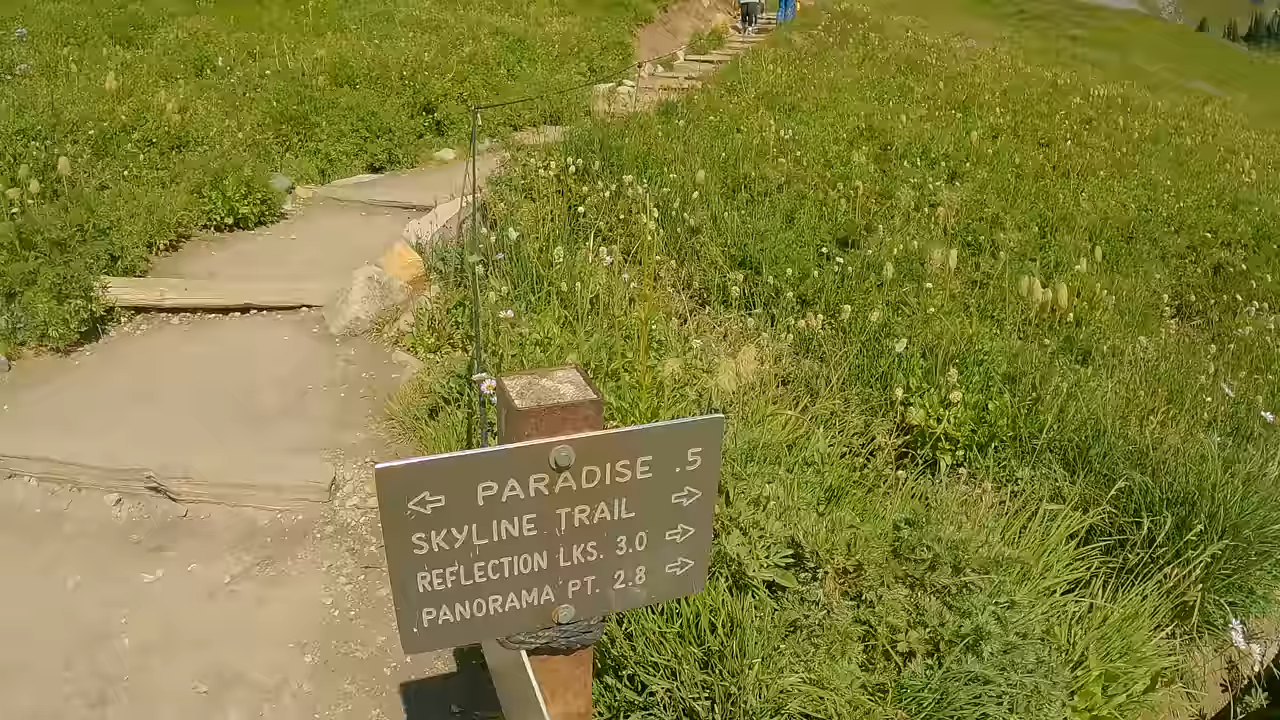 ← PARADISE .5
SKYLINE TRAIL →
REFLECTION LKS. 3.0 →
PANORAMA PT. 2.8 →